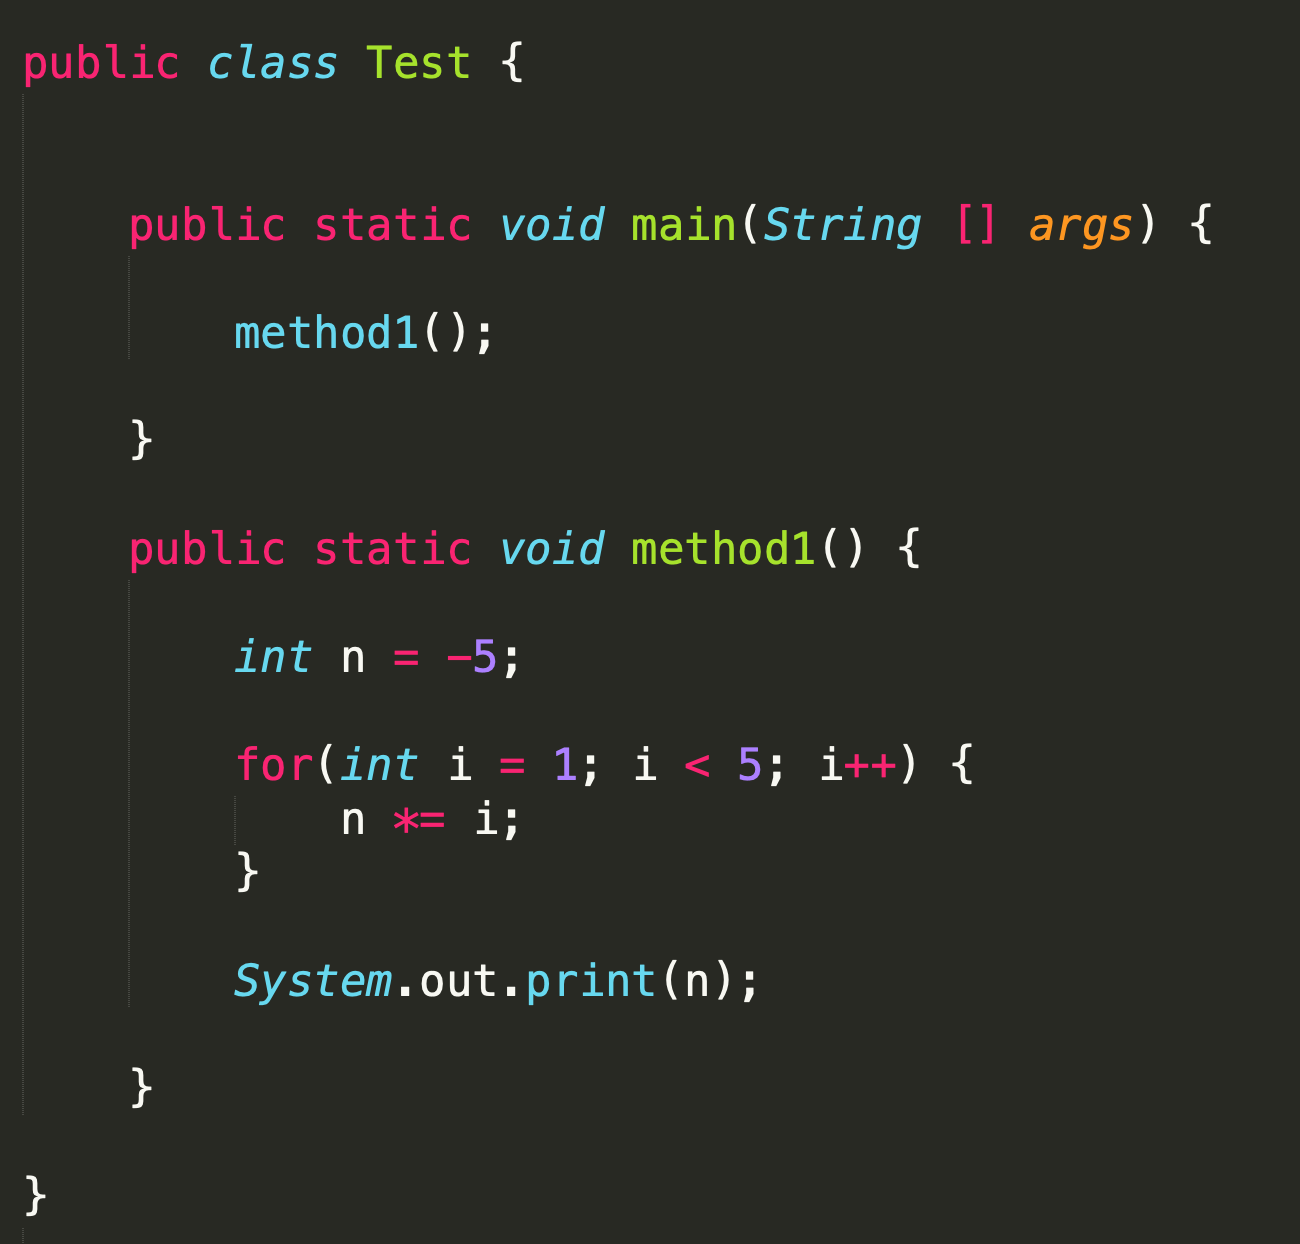 public class Test {
public static void main(String [] args) {
method1();
}
public static void method1() {
int n = -5;
for(int i = 1; i < 5; i++) {
n *= i;
}
System.out.print(n);
}
}